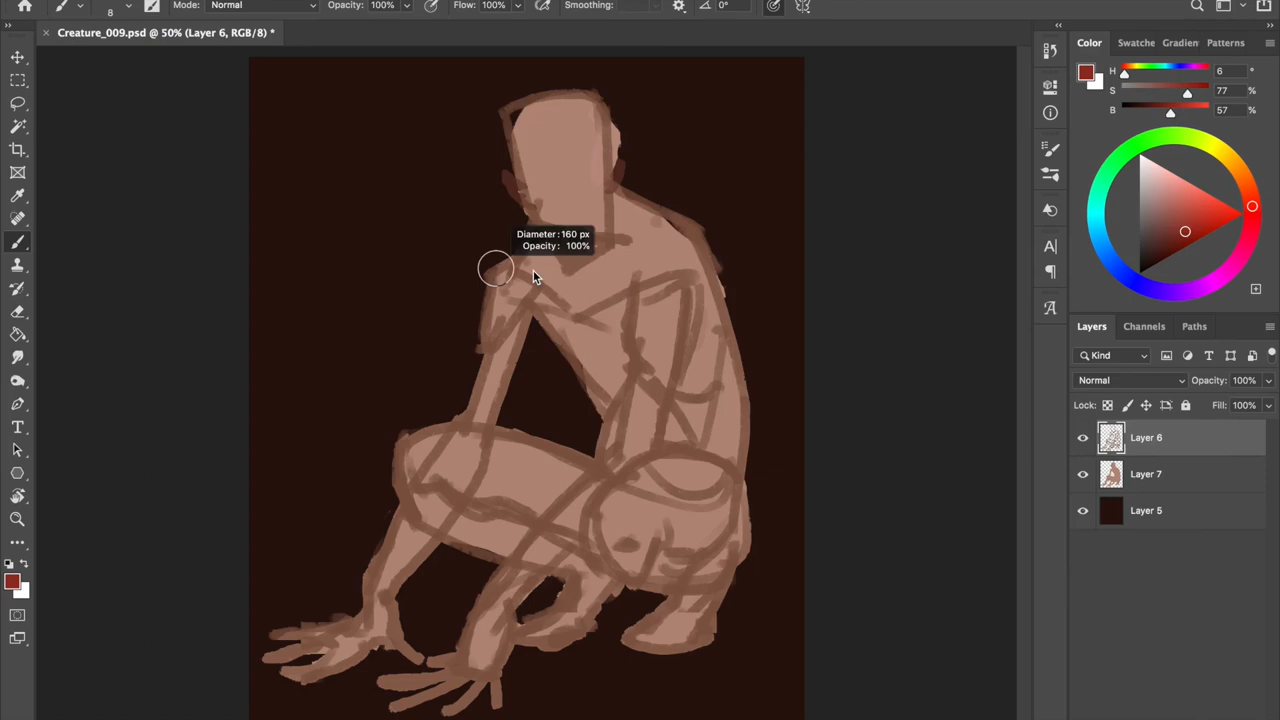 8 Mode: Normal Opacity: 100% Flow: 100% Smoothing: 0°
Creature_009.psd @ 50% (Layer 6, RGB/8) *
Color Swatche Gradien Patterns
H 6 °
S 77 %
B 57 %
Diameter: 160 px
Opacity: 100%
Layers Channels Paths
Kind
Normal Opacity: 100%
Lock: Fill: 100%
Layer 6
Layer 7
Layer 5